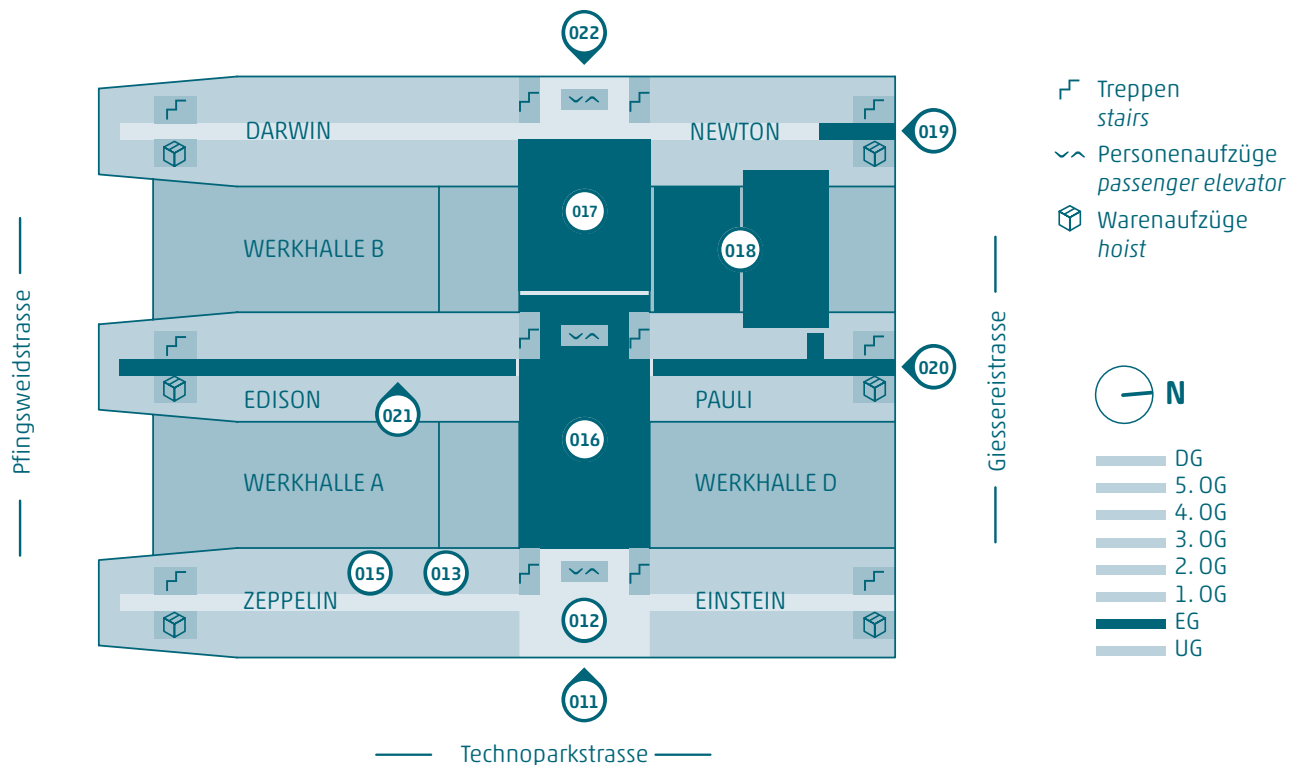 022
Treppen
stairs
DARWIN
NEWTON
019
Personenaufzüge
passenger elevator
017
Warenaufzüge
hoist
WERKHALLE B
018
Pfingsweidstrasse
Giessereistrasse
020
EDISON
021
PAULI
N
016
DG
WERKHALLE A
WERKHALLE D
5. OG
4. OG
3. OG
015
013
2. OG
ZEPPELIN
EINSTEIN
1. OG
012
EG
UG
011
Technoparkstrasse